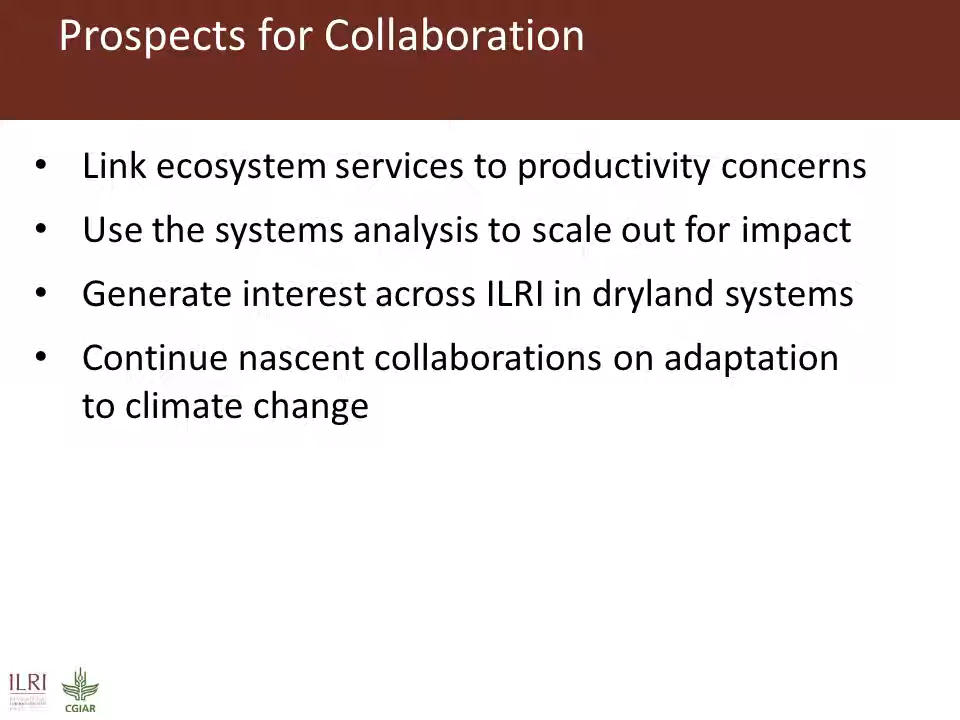 Prospects for Collaboration
• Link ecosystem services to productivity concerns
• Use the systems analysis to scale out for impact
• Generate interest across ILRI in dryland systems
• Continue nascent collaborations on adaptation
to climate change
ILRI
CGIAR